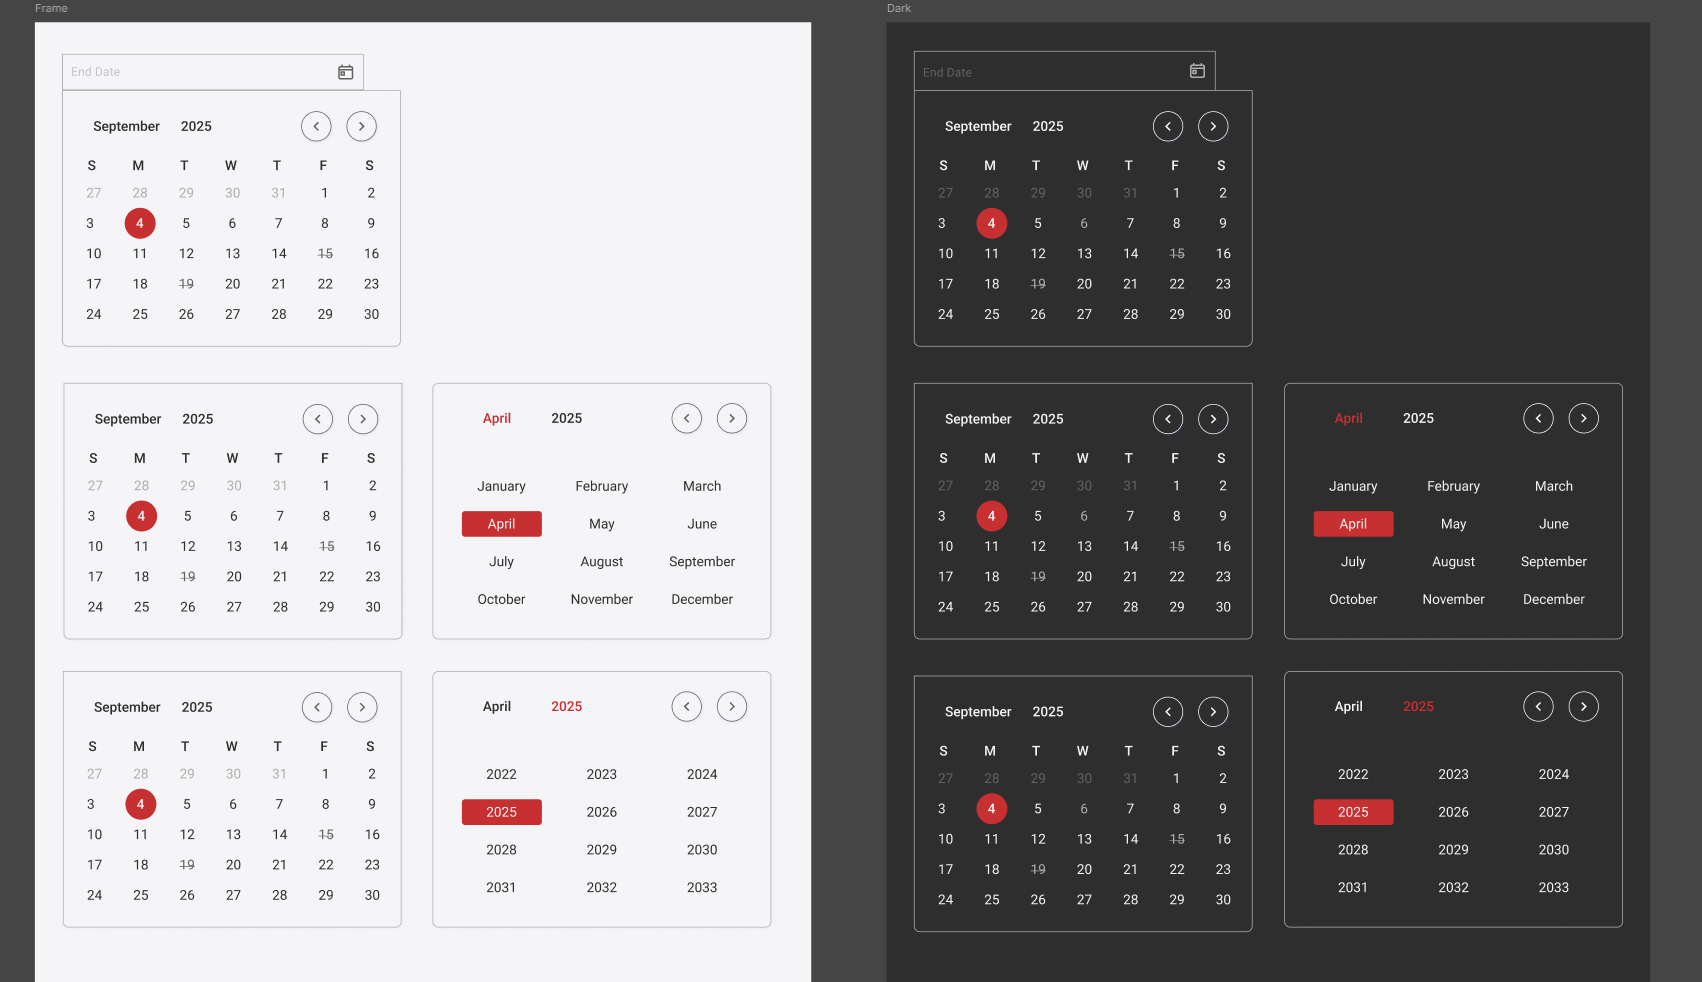 Frame
End Date
September 2025
S M T W T F S
27 28 29 30 31 1 2
3 4 5 6 7 8 9
10 11 12 13 14 15 16
17 18 19 20 21 22 23
24 25 26 27 28 29 30
September 2025
S M T W T F S
27 28 29 30 31 1 2
3 4 5 6 7 8 9
10 11 12 13 14 15 16
17 18 19 20 21 22 23
24 25 26 27 28 29 30
April 2025
January February March
April May June
July August September
October November December
September 2025
S M T W T F S
27 28 29 30 31 1 2
3 4 5 6 7 8 9
10 11 12 13 14 15 16
17 18 19 20 21 22 23
24 25 26 27 28 29 30
April 2025
2022 2023 2024
2025 2026 2027
2028 2029 2030
2031 2032 2033
Dark
End Date
September 2025
S M T W T F S
27 28 29 30 31 1 2
3 4 5 6 7 8 9
10 11 12 13 14 15 16
17 18 19 20 21 22 23
24 25 26 27 28 29 30
September 2025
S M T W T F S
27 28 29 30 31 1 2
3 4 5 6 7 8 9
10 11 12 13 14 15 16
17 18 19 20 21 22 23
24 25 26 27 28 29 30
April 2025
January February March
April May June
July August September
October November December
September 2025
S M T W T F S
27 28 29 30 31 1 2
3 4 5 6 7 8 9
10 11 12 13 14 15 16
17 18 19 20 21 22 23
24 25 26 27 28 29 30
April 2025
2022 2023 2024
2025 2026 2027
2028 2029 2030
2031 2032 2033